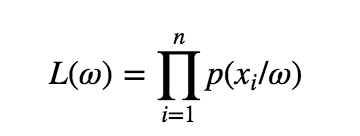 L(ω) = ∏_{i=1}^{n} p(x_i/ω)